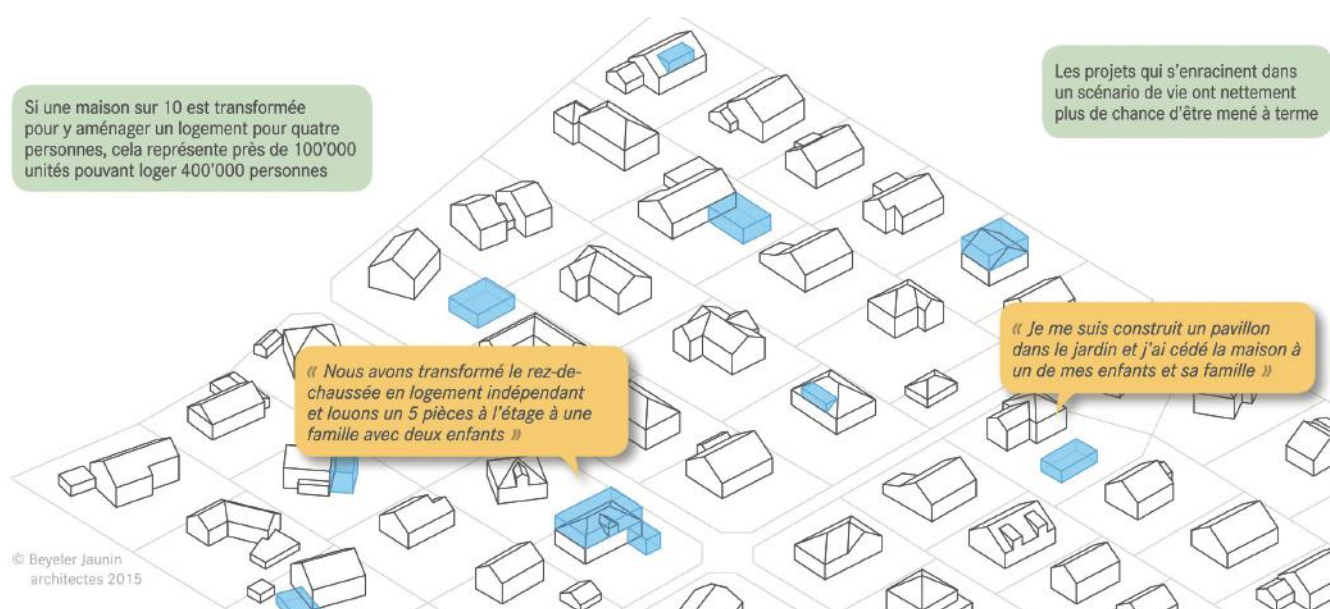 Si une maison sur 10 est transformée
pour y aménager un logement pour quatre
personnes, cela représente près de 100'000
unités pouvant loger 400'000 personnes
Les projets qui s'enracinent dans
un scénario de vie ont nettement
plus de chance d'être mené à terme
« Je me suis construit un pavillon
dans le jardin et j'ai cédé la maison à
un de mes enfants et sa famille »
« Nous avons transformé le rez-de-
chaussée en logement indépendant
et louons un 5 pièces à l'étage à une
famille avec deux enfants »
© Beyeler Jaunin
architectes 2015